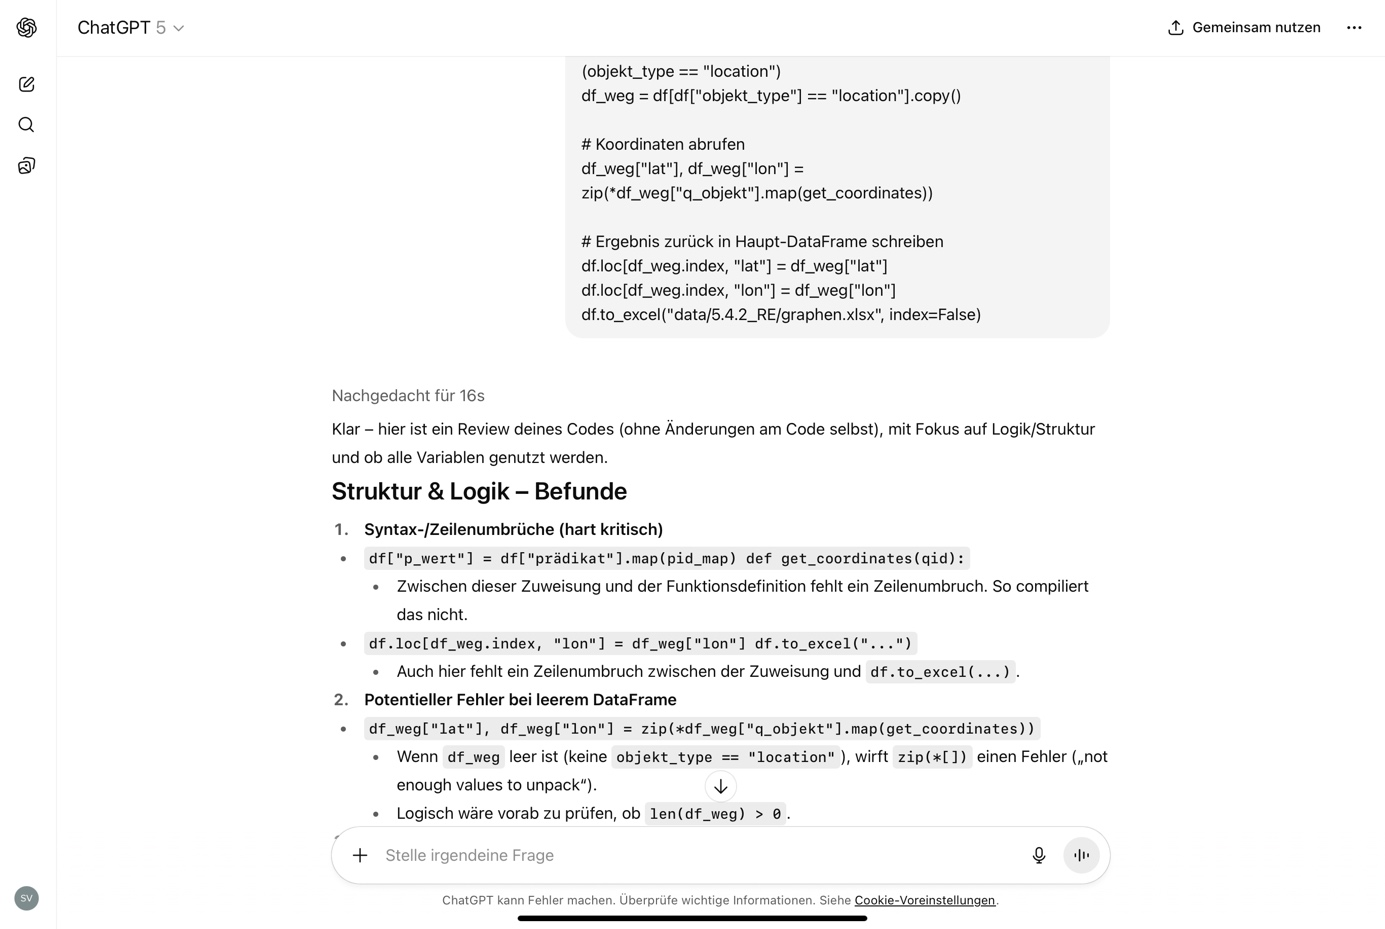 ChatGPT 5
Gemeinsam nutzen
(objekt_type == "location")
df_weg = df[df["objekt_type"] == "location"].copy()
# Koordinaten abrufen
df_weg["lat"], df_weg["lon"] =
zip(*df_weg["q_objekt"].map(get_coordinates))
# Ergebnis zurück in Haupt-DataFrame schreiben
df.loc[df_weg.index, "lat"] = df_weg["lat"]
df.loc[df_weg.index, "lon"] = df_weg["lon"]
df.to_excel("data/5.4.2_RE/graphen.xlsx", index=False)
Nachgedacht für 16s
Klar – hier ist ein Review deines Codes (ohne Änderungen am Code selbst), mit Fokus auf Logik/Struktur
und ob alle Variablen genutzt werden.
Struktur & Logik – Befunde
1. Syntax-/Zeilenumbrüche (hart kritisch)
• df["p_wert"] = df["prädikat"].map(pid_map) def get_coordinates(qid):
• Zwischen dieser Zuweisung und der Funktionsdefinition fehlt ein Zeilenumbruch. So compiliert
das nicht.
• df.loc[df_weg.index, "lon"] = df_weg["lon"] df.to_excel("...")
• Auch hier fehlt ein Zeilenumbruch zwischen der Zuweisung und df.to_excel(...).
2. Potentieller Fehler bei leerem DataFrame
• df_weg["lat"], df_weg["lon"] = zip(*df_weg["q_objekt"].map(get_coordinates))
• Wenn df_weg leer ist (keine objekt_type == "location"), wirft zip(*[]) einen Fehler („not
enough values to unpack“).
• Logisch wäre vorab zu prüfen, ob len(df_weg) > 0.
Stelle irgendeine Frage
SV
ChatGPT kann Fehler machen. Überprüfe wichtige Informationen. Siehe Cookie-Voreinstellungen.